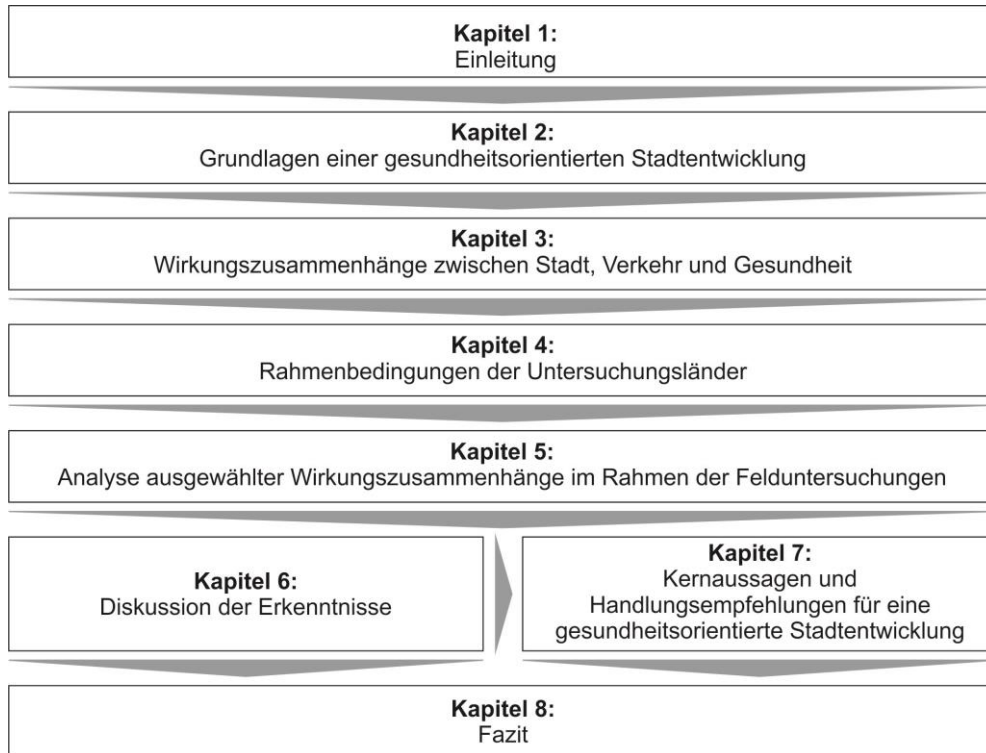 Kapitel 1:
Einleitung
Kapitel 2:
Grundlagen einer gesundheitsorientierten Stadtentwicklung
Kapitel 3:
Wirkungszusammenhänge zwischen Stadt, Verkehr und Gesundheit
Kapitel 4:
Rahmenbedingungen der Untersuchungsländer
Kapitel 5:
Analyse ausgewählter Wirkungszusammenhänge im Rahmen der Felduntersuchungen
Kapitel 6:
Diskussion der Erkenntnisse
Kapitel 7:
Kernaussagen und
Handlungsempfehlungen für eine
gesundheitsorientierte Stadtentwicklung
Kapitel 8:
Fazit